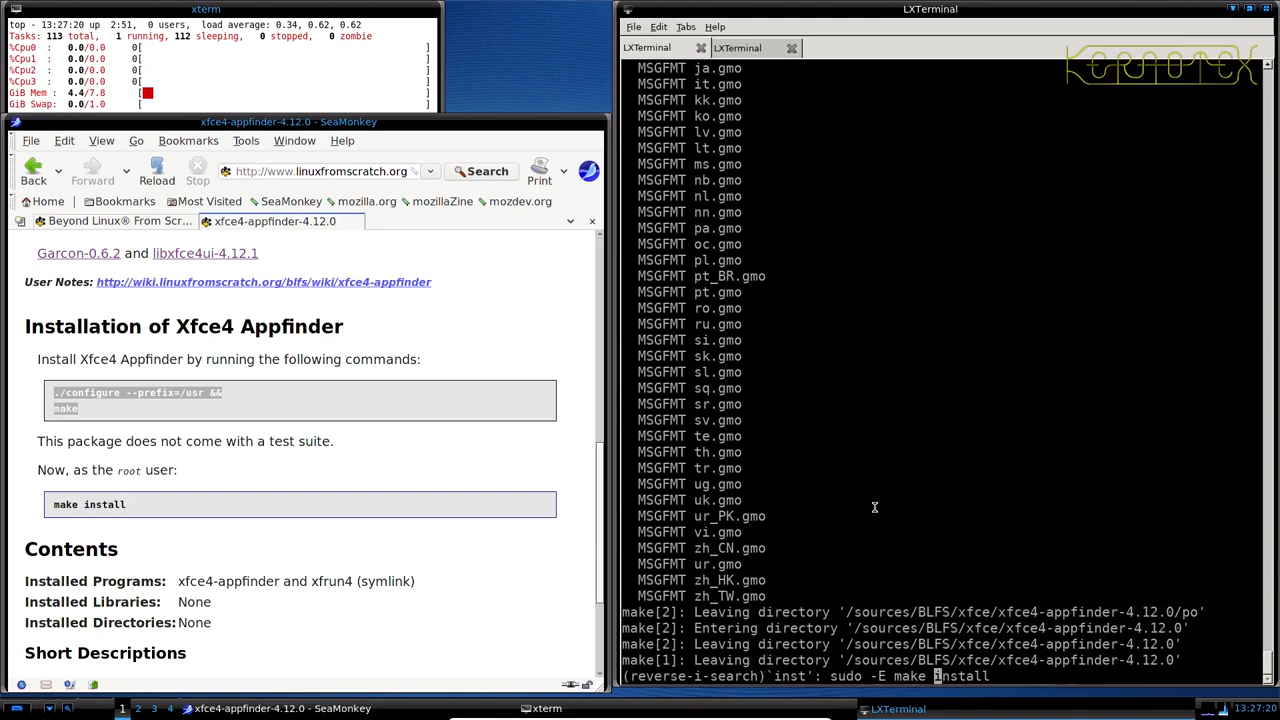 xterm
top - 13:27:20 up  2:51,  0 users,  load average: 0.34, 0.62, 0.62
Tasks: 113 total,   1 running, 112 sleeping,   0 stopped,   0 zombie
%Cpu0  :   0.0/0.0     0[                                                  ]
%Cpu1  :   0.0/0.0     0[                                                  ]
%Cpu2  :   0.0/0.0     0[                                                  ]
%Cpu3  :   0.0/0.0     0[                                                  ]
GiB Mem :  4.4/7.8      [                                                  ]
GiB Swap:  0.0/1.0      [                                                  ]
xfce4-appfinder-4.12.0 - SeaMonkey
File Edit View Go Bookmarks Tools Window Help
Back Forward Reload Stop http://www.linuxfromscratch.org Search Print
Home Bookmarks Most Visited SeaMonkey mozilla.org mozillaZine mozdev.org
Beyond Linux® From Scr... xfce4-appfinder-4.12.0
Garcon-0.6.2 and libxfce4ui-4.12.1
User Notes: http://wiki.linuxfromscratch.org/blfs/wiki/xfce4-appfinder
Installation of Xfce4 Appfinder
Install Xfce4 Appfinder by running the following commands:
./configure --prefix=/usr &&
make
This package does not come with a test suite.
Now, as the root user:
make install
Contents
Installed Programs: xfce4-appfinder and xfrun4 (symlink)
Installed Libraries: None
Installed Directories: None
Short Descriptions
LXTerminal
File Edit Tabs Help
LXTerminal LXTerminal
KERNOTEX
MSGFMT ja.gmo
MSGFMT it.gmo
MSGFMT kk.gmo
MSGFMT ko.gmo
MSGFMT lv.gmo
MSGFMT lt.gmo
MSGFMT ms.gmo
MSGFMT nb.gmo
MSGFMT nl.gmo
MSGFMT nn.gmo
MSGFMT pa.gmo
MSGFMT oc.gmo
MSGFMT pl.gmo
MSGFMT pt_BR.gmo
MSGFMT pt.gmo
MSGFMT ro.gmo
MSGFMT ru.gmo
MSGFMT si.gmo
MSGFMT sk.gmo
MSGFMT sl.gmo
MSGFMT sq.gmo
MSGFMT sr.gmo
MSGFMT sv.gmo
MSGFMT te.gmo
MSGFMT th.gmo
MSGFMT tr.gmo
MSGFMT ug.gmo
MSGFMT uk.gmo
MSGFMT ur_PK.gmo
MSGFMT vi.gmo
MSGFMT zh_CN.gmo
MSGFMT ur.gmo
MSGFMT zh_HK.gmo
MSGFMT zh_TW.gmo
make[2]: Leaving directory '/sources/BLFS/xfce/xfce4-appfinder-4.12.0/po'
make[2]: Entering directory '/sources/BLFS/xfce/xfce4-appfinder-4.12.0'
make[2]: Leaving directory '/sources/BLFS/xfce/xfce4-appfinder-4.12.0'
make[1]: Leaving directory '/sources/BLFS/xfce/xfce4-appfinder-4.12.0'
(reverse-i-search)`inst': sudo -E make install
1 2 3 4 xfce4-appfinder-4.12.0 - SeaMonkey xterm LXTerminal 13:27:20